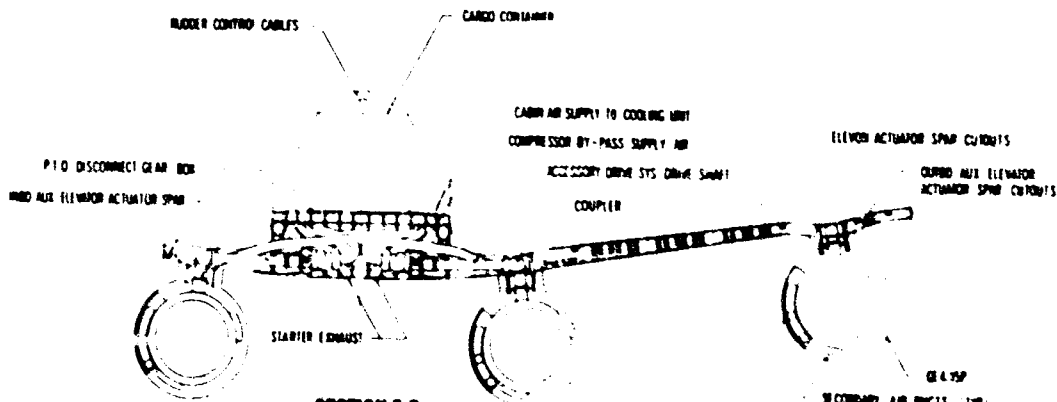 RUDDER CONTROL CABLES
CARGO CONTAINER
CABIN AIR SUPPLY TO COOLING UNIT
COMPRESSOR BY-PASS SUPPLY AIR
ACCESSORY DRIVE SYS DRIVE SHAFT
COUPLER
ELEVON ACTUATOR SPAR CUTOUTS
OUTBD AUX ELEVATOR
ACTUATOR SPAR CUTOUTS
P T O DISCONNECT GEAR BOX
INBD AUX ELEVATOR ACTUATOR SPAR
STARTER EXHAUST
SECTION
SECONDARY AIR INLETS